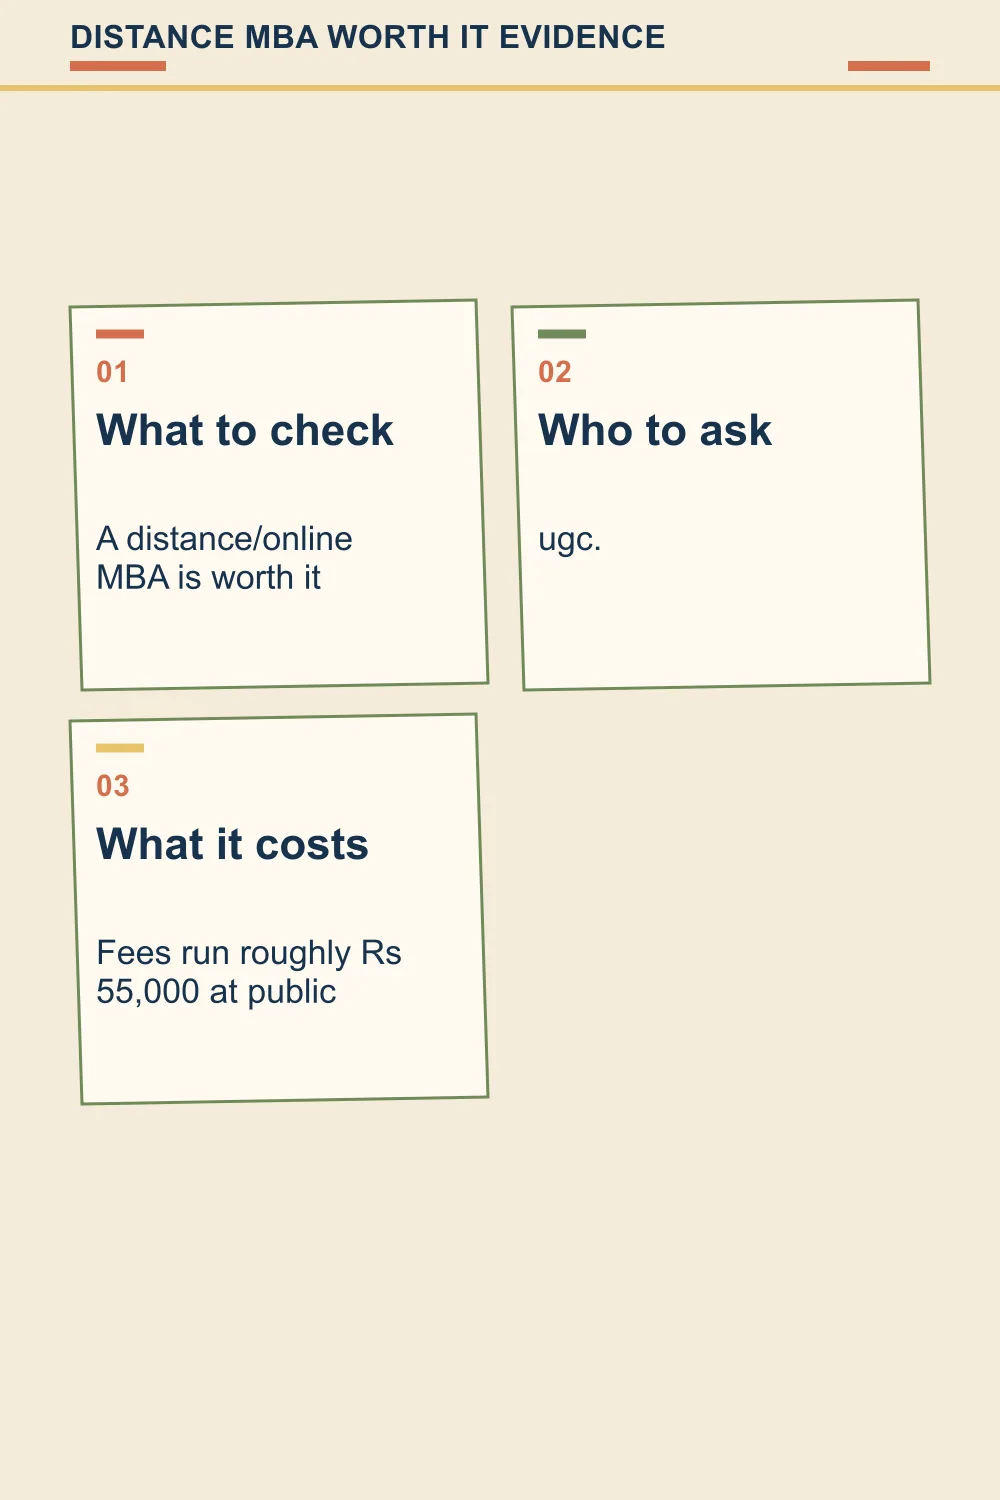 DISTANCE MBA WORTH IT EVIDENCE
01
What to check
A distance/online
MBA is worth it
02
Who to ask
ugc.
03
What it costs
Fees run roughly Rs
55,000 at public